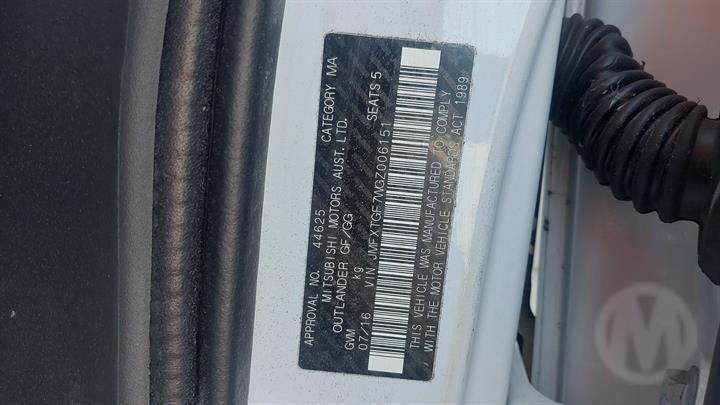 APPROVAL NO. 44625 CATEGORY MA
MITSUBISHI MOTORS AUST. LTD.
OUTLANDER GF/GG
GVM kg SEATS 5
07/16 VIN JMFXTGF7WGZ006151
THIS VEHICLE WAS MANUFACTURED TO COMPLY
WITH THE MOTOR VEHICLE STANDARDS ACT 1989
M